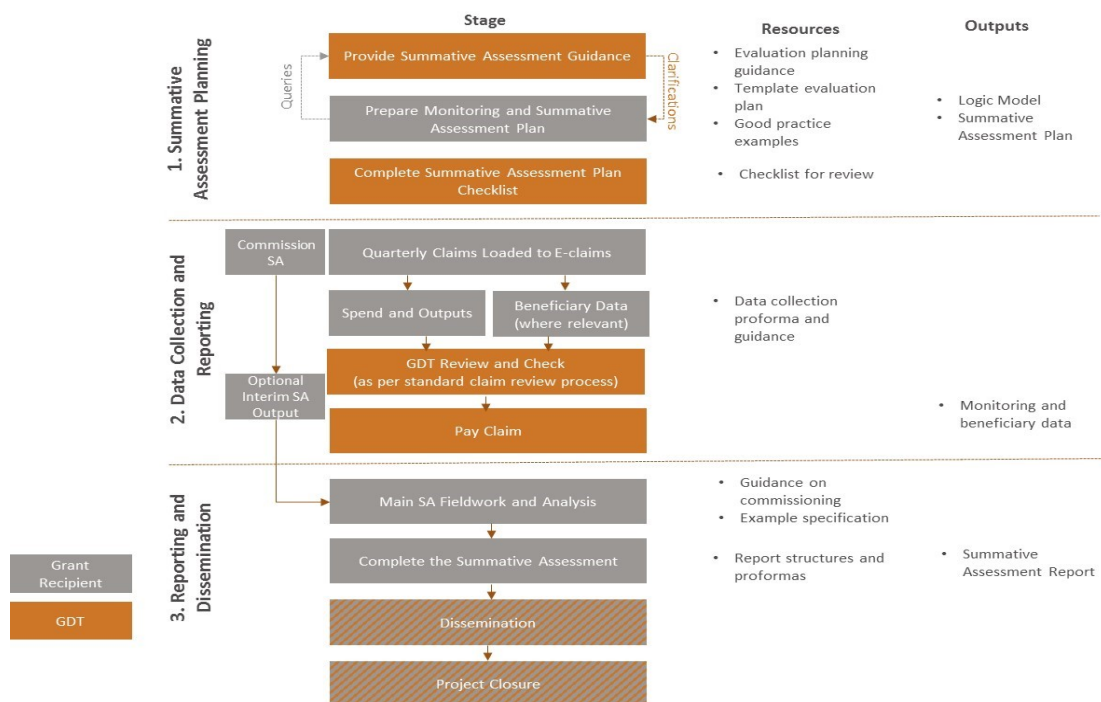 Stage
Resources
Outputs
1. Summative
Assessment Planning
Provide Summative Assessment Guidance
Queries
Clarifications
Prepare Monitoring and Summative
Assessment Plan
Complete Summative Assessment Plan
Checklist
• Evaluation planning
guidance
• Template evaluation
plan
• Good practice
examples
• Checklist for review
• Logic Model
• Summative
Assessment Plan
2. Data Collection and
Reporting
Commission
SA
Quarterly Claims Loaded to E-claims
Spend and Outputs
Beneficiary Data
(where relevant)
GDT Review and Check
(as per standard claim review process)
Optional
Interim SA
Output
Pay Claim
• Data collection
proforma and
guidance
• Monitoring and
beneficiary data
3. Reporting and
Dissemination
Main SA Fieldwork and Analysis
Complete the Summative Assessment
Dissemination
Project Closure
• Guidance on
commissioning
• Example specification
• Report structures and
proformas
• Summative
Assessment Report
Grant
Recipient
GDT